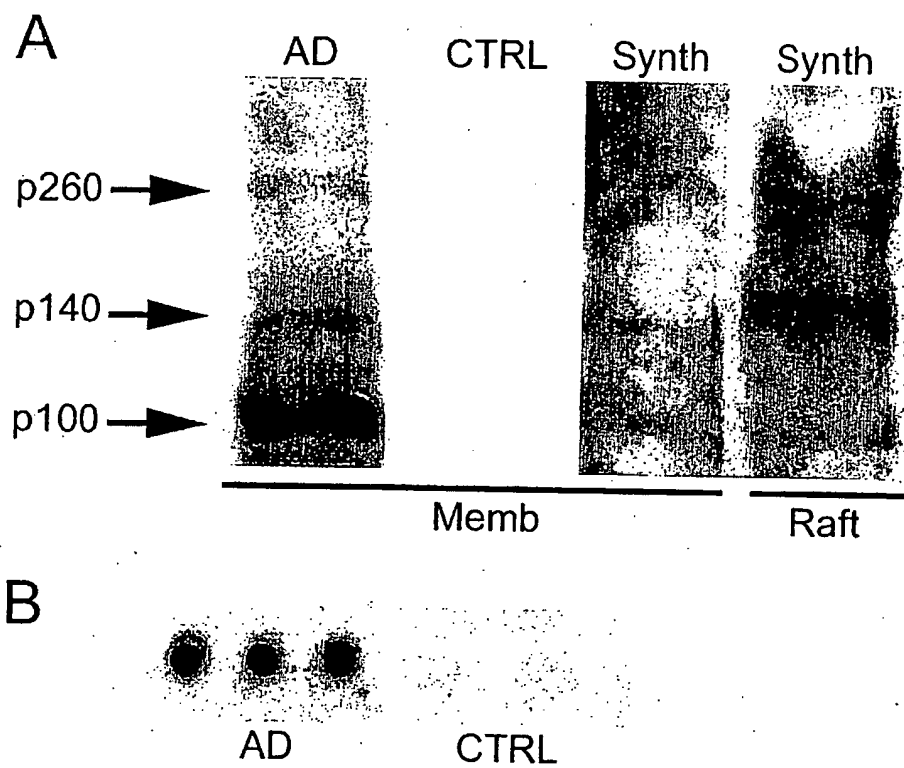 A
AD CTRL Synth Synth
p260
p140
p100
Memb Raft
B
AD CTRL